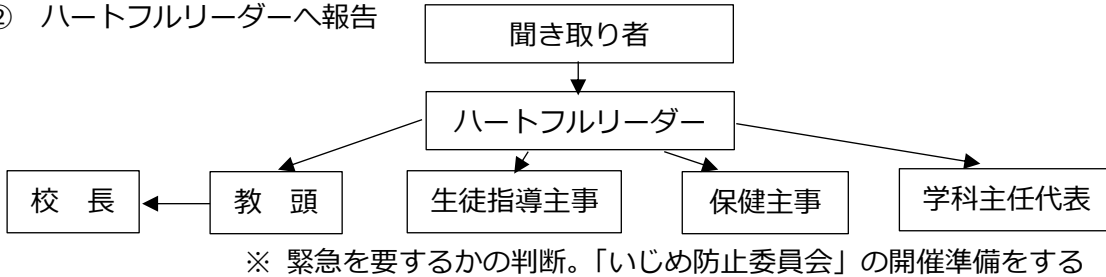 ② ハートフルリーダーへ報告
聞き取り者
ハートフルリーダー
校　長
教　頭
生徒指導主事
保健主事
学科主任代表
※ 緊急を要するかの判断。「いじめ防止委員会」の開催準備をする